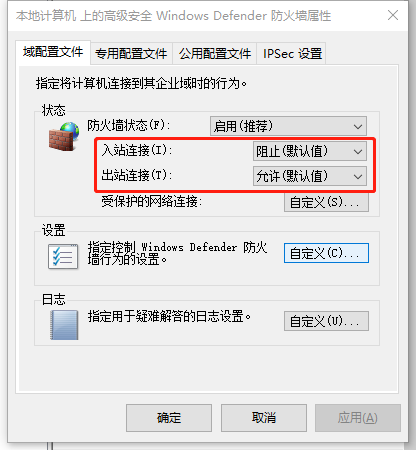 本地计算机 上的高级安全 Windows Defender 防火墙属性
域配置文件 专用配置文件 公用配置文件 IPSec 设置
指定将计算机连接到其企业域时的行为。
状态
防火墙状态(F): 启用(推荐)
入站连接(I): 阻止(默认值)
出站连接(T): 允许(默认值)
受保护的网络连接: 自定义(S)...
设置
指定控制 Windows Defender 防火
墙行为的设置。
自定义(C)...
日志
指定用于疑难解答的日志设置。 自定义(U)...
确定 取消 应用(A)